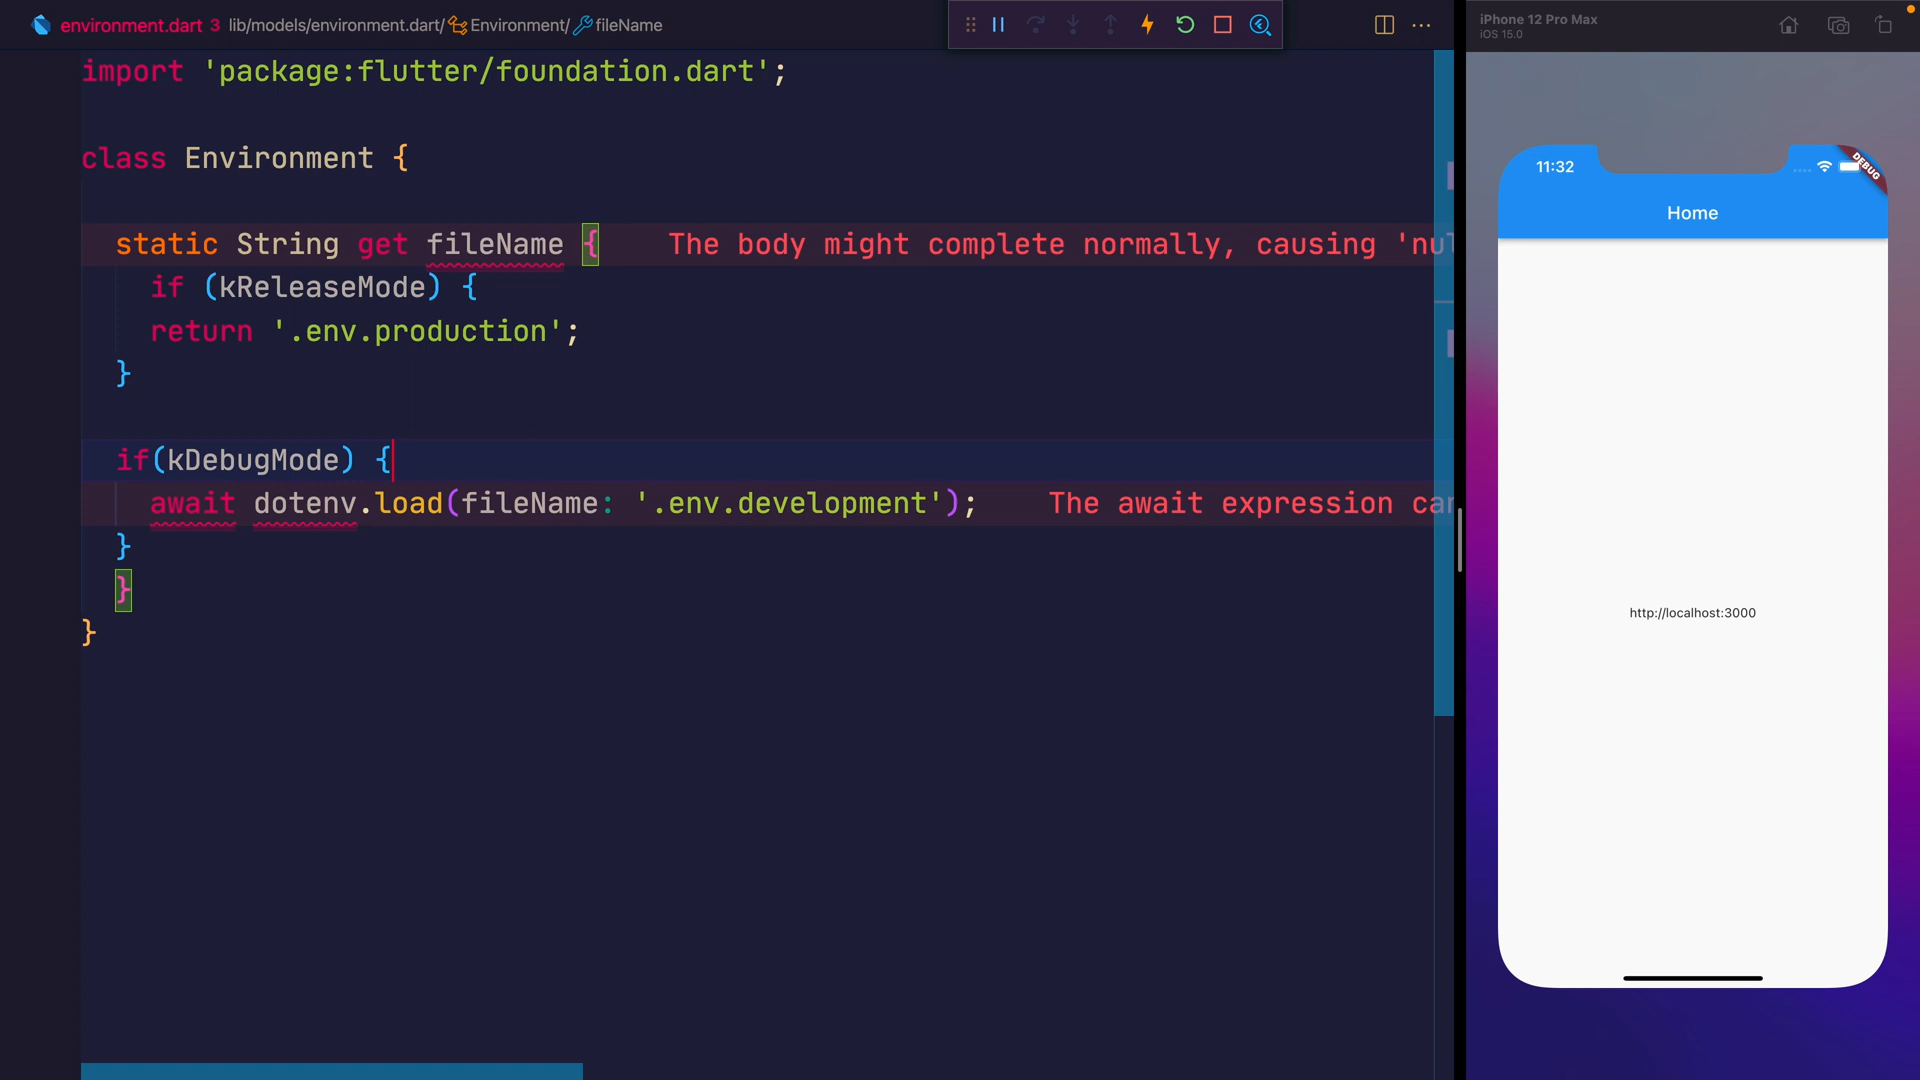 environment.dart 3 lib/models/environment.dart/ Environment/ fileName
import 'package:flutter/foundation.dart';
class Environment {
static String get fileName { The body might complete normally, causing 'nul
if (kReleaseMode) {
return '.env.production';
}
if(kDebugMode) {
await dotenv.load(fileName: '.env.development'); The await expression can
}
}
}
iPhone 12 Pro Max
iOS 15.0
11:32
DEBUG
Home
http://localhost:3000